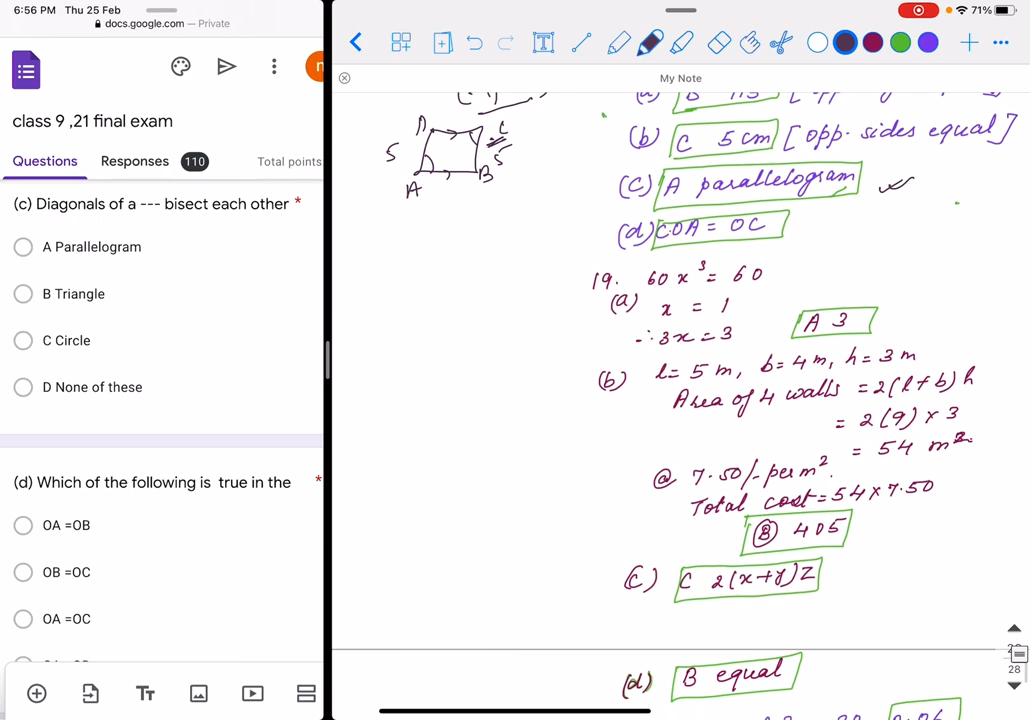 6:56 PM Thu 25 Feb
71%
docs.google.com — Private
My Note
class 9 ,21 final exam
Questions Responses 110 Total points
(c) Diagonals of a --- bisect each other *
A Parallelogram
B Triangle
C Circle
D None of these
(d) Which of the following is true in the *
OA =OB
OB =OC
OA =OC
D C
5 5
A B
(b) C 5 cm [opp. sides equal]
(c) A parallelogram
(d) C OA = OC
19. 60x³ = 60
(a) x = 1
∴ 3x = 3 A 3
(b) l = 5 m, b = 4 m, h = 3 m
Area of 4 walls = 2(l+b)h
= 2(9) × 3
= 54 m²
@ 7.50/- per m².
Total cost = 54 × 7.50
B 405
(C) C 2(x+y)Z
(d) B equal
28